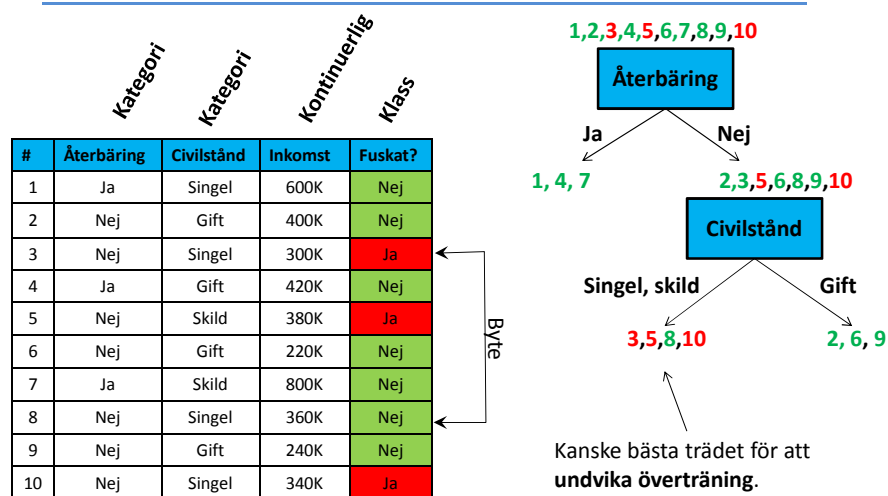 Kategori
Kategori
Kontinuerlig
Klass
# Återbäring Civilstånd Inkomst Fuskat?
1 Ja Singel 600K Nej
2 Nej Gift 400K Nej
3 Nej Singel 300K Ja
4 Ja Gift 420K Nej
5 Nej Skild 380K Ja
6 Nej Gift 220K Nej
7 Ja Skild 800K Nej
8 Nej Singel 360K Nej
9 Nej Gift 240K Nej
10 Nej Singel 340K Ja
Byte
1,2,3,4,5,6,7,8,9,10
Återbäring
Ja Nej
1, 4, 7 2,3,5,6,8,9,10
Civilstånd
Singel, skild Gift
3,5,8,10 2, 6, 9
Kanske bästa trädet för att
undvika överträning.